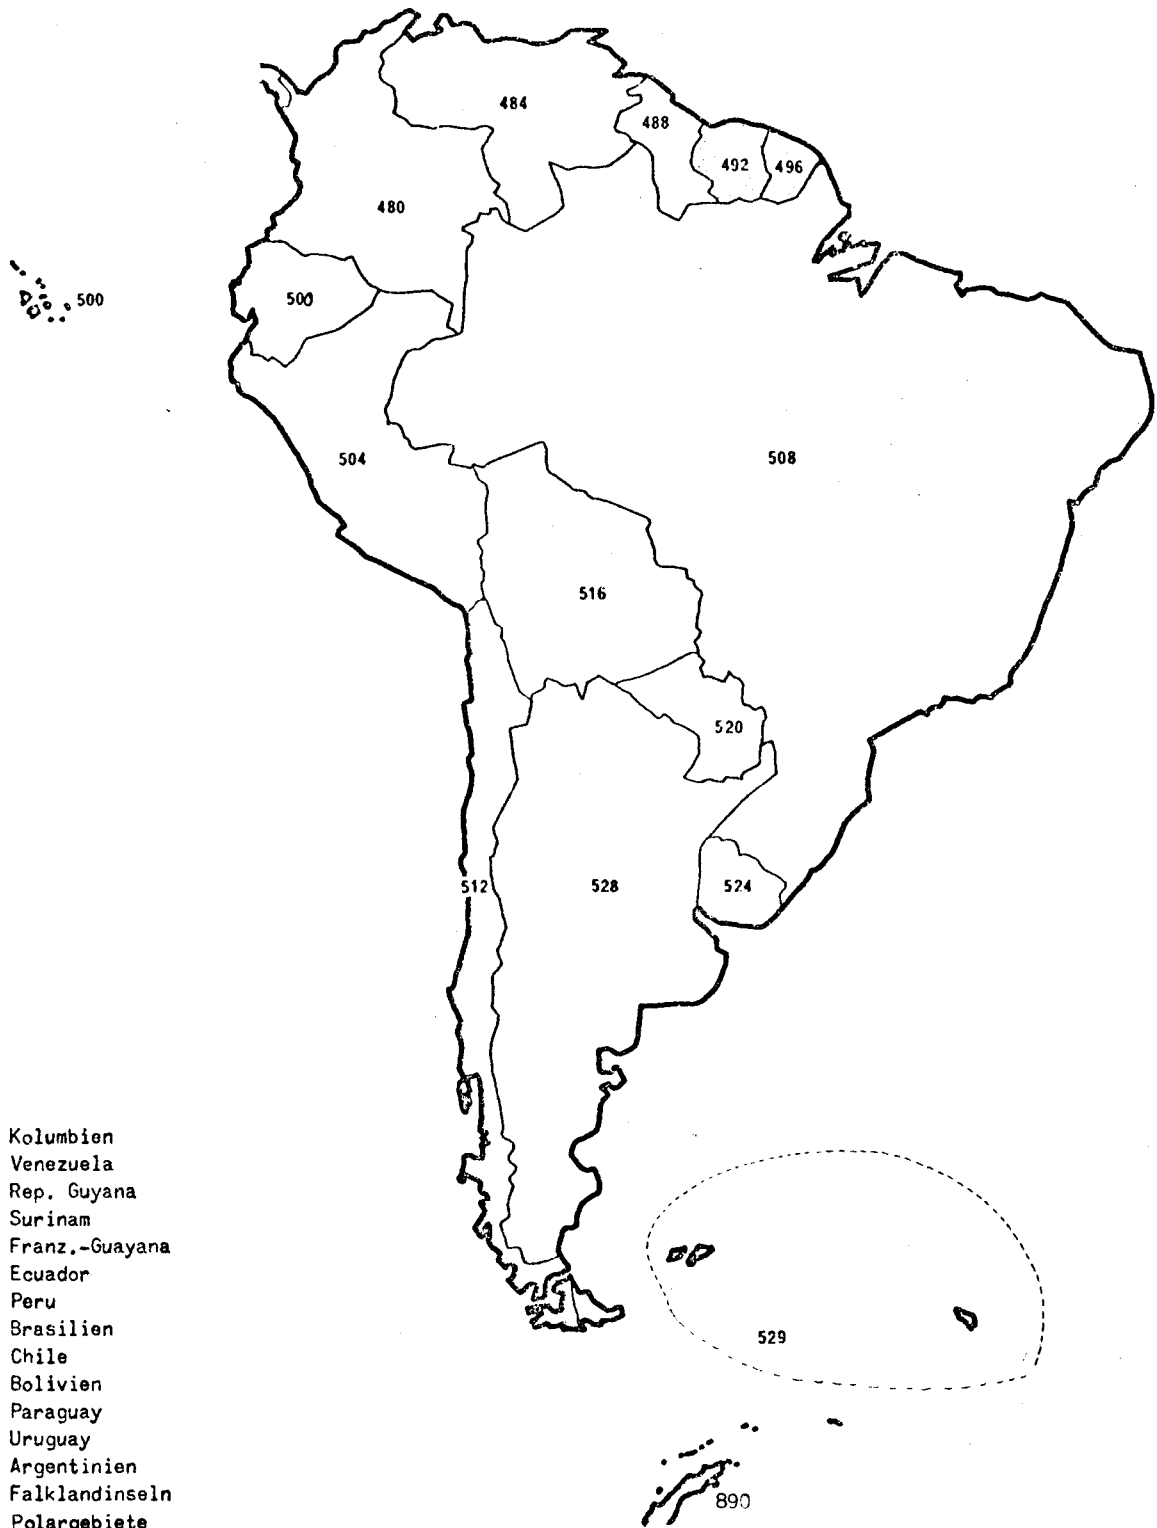 484
488
492
496
480
500
500
504
508
516
520
512
528
524
Kolumbien
Venezuela
Rep. Guyana
Surinam
Franz.-Guayana
Ecuador
Peru
Brasilien
Chile
Bolivien
Paraguay
Uruguay
Argentinien
Falklandinseln
Polargebiete
529
890